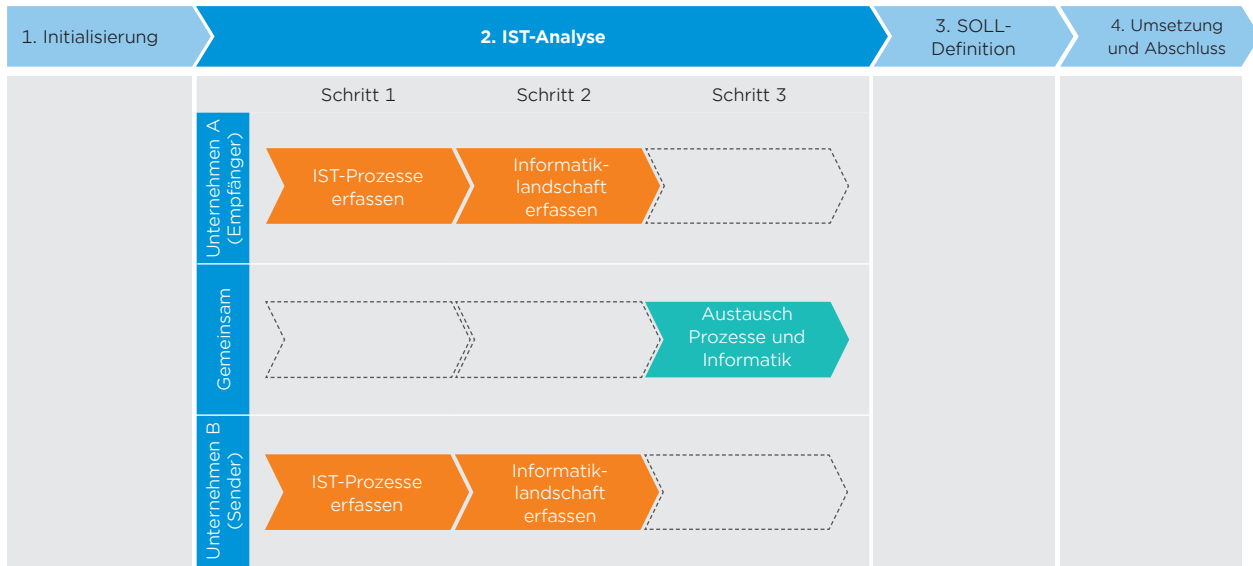 1. Initialisierung
2. IST-Analyse
3. SOLL-
Definition
4. Umsetzung
und Abschluss
Schritt 1
Schritt 2
Schritt 3
Unternehmen A
(Empfänger)
IST-Prozesse
erfassen
Informatik-
landschaft
erfassen
Gemeinsam
Austausch
Prozesse und
Informatik
Unternehmen B
(Sender)
IST-Prozesse
erfassen
Informatik-
landschaft
erfassen